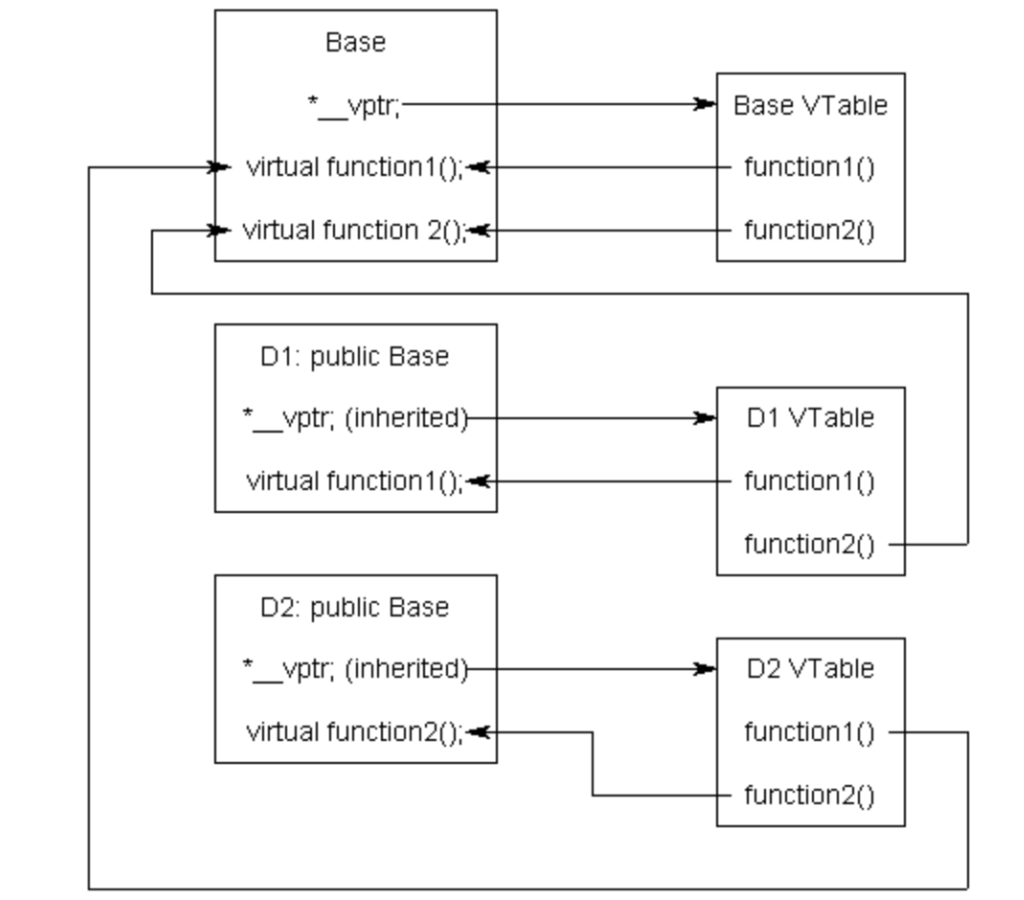 Base
*__vptr;
virtual function1();
virtual function 2();
Base VTable
function1()
function2()
D1: public Base
*__vptr; (inherited)
virtual function1();
D1 VTable
function1()
function2()
D2: public Base
*__vptr; (inherited)
virtual function2();
D2 VTable
function1()
function2()